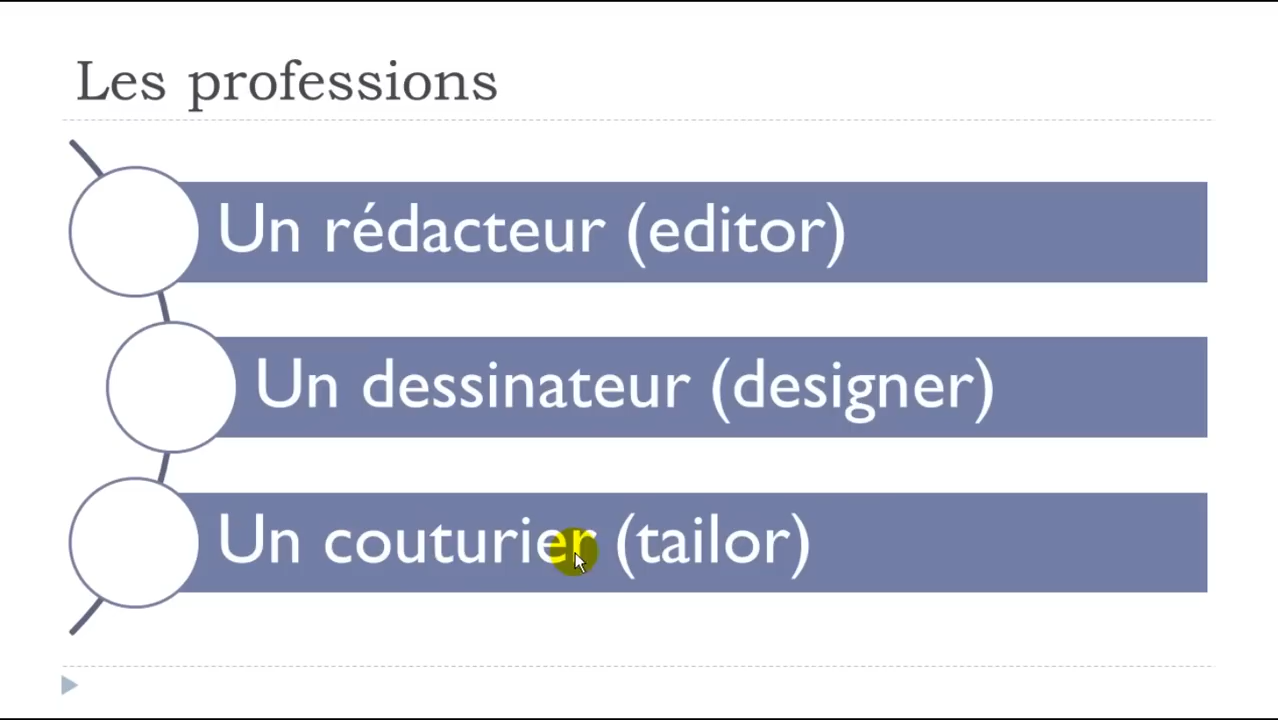 Les professions
Un rédacteur (editor)
Un dessinateur (designer)
Un couturier (tailor)